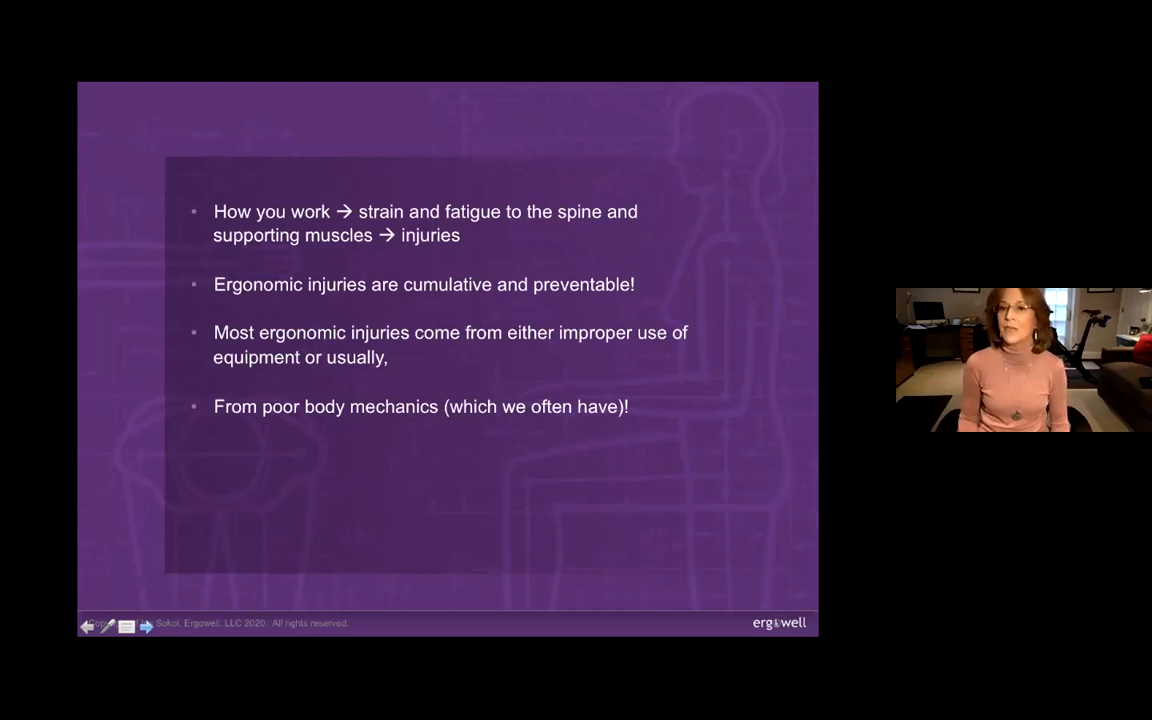 • How you work → strain and fatigue to the spine and
supporting muscles → injuries
• Ergonomic injuries are cumulative and preventable!
• Most ergonomic injuries come from either improper use of
equipment or usually,
• From poor body mechanics (which we often have)!
Sokol. Ergowell, LLC 2020. All rights reserved.
ergowell